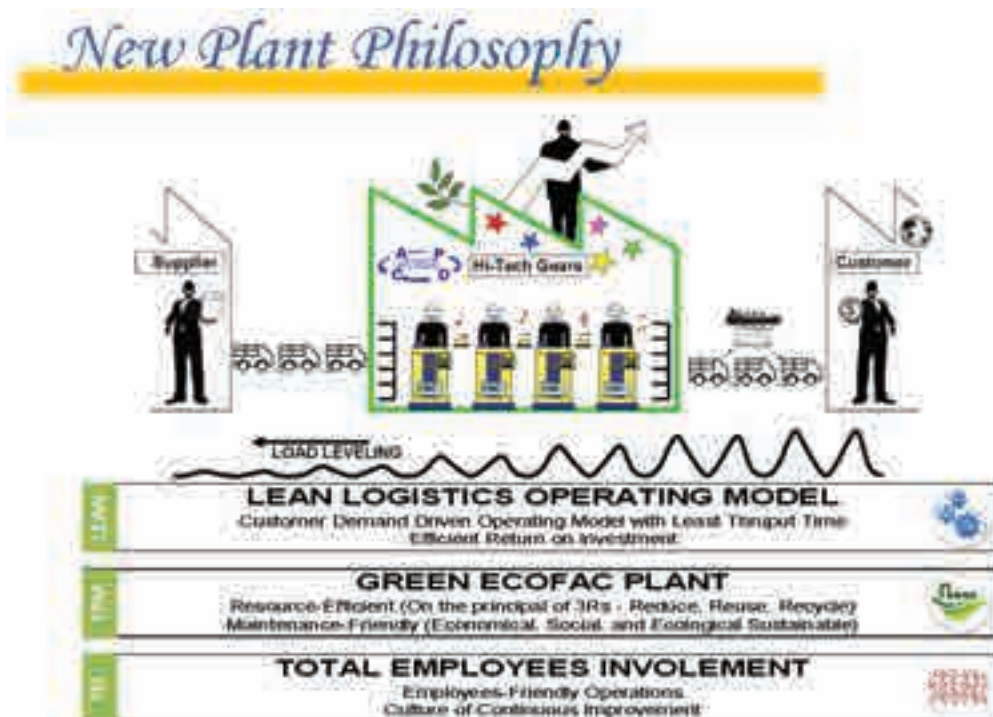 New Plant Philosophy
Supplier
A P
C D
Hi-Tech Gears
Customer
$
LOAD LEVELING
LEAN
LEAN LOGISTICS OPERATING MODEL
Customer Demand Driven Operating Model with Least Thruput Time
Efficient Return on Investment
TPM
GREEN ECOFAC PLANT
Resource-Efficient (On the principal of 3Rs - Reduce, Reuse, Recycle)
Maintenance-Friendly (Economical, Social, and Ecological Sustainable)
TEI
TOTAL EMPLOYEES INVOLEMENT
Employees-Friendly Operations
Culture of Continuous Improvement